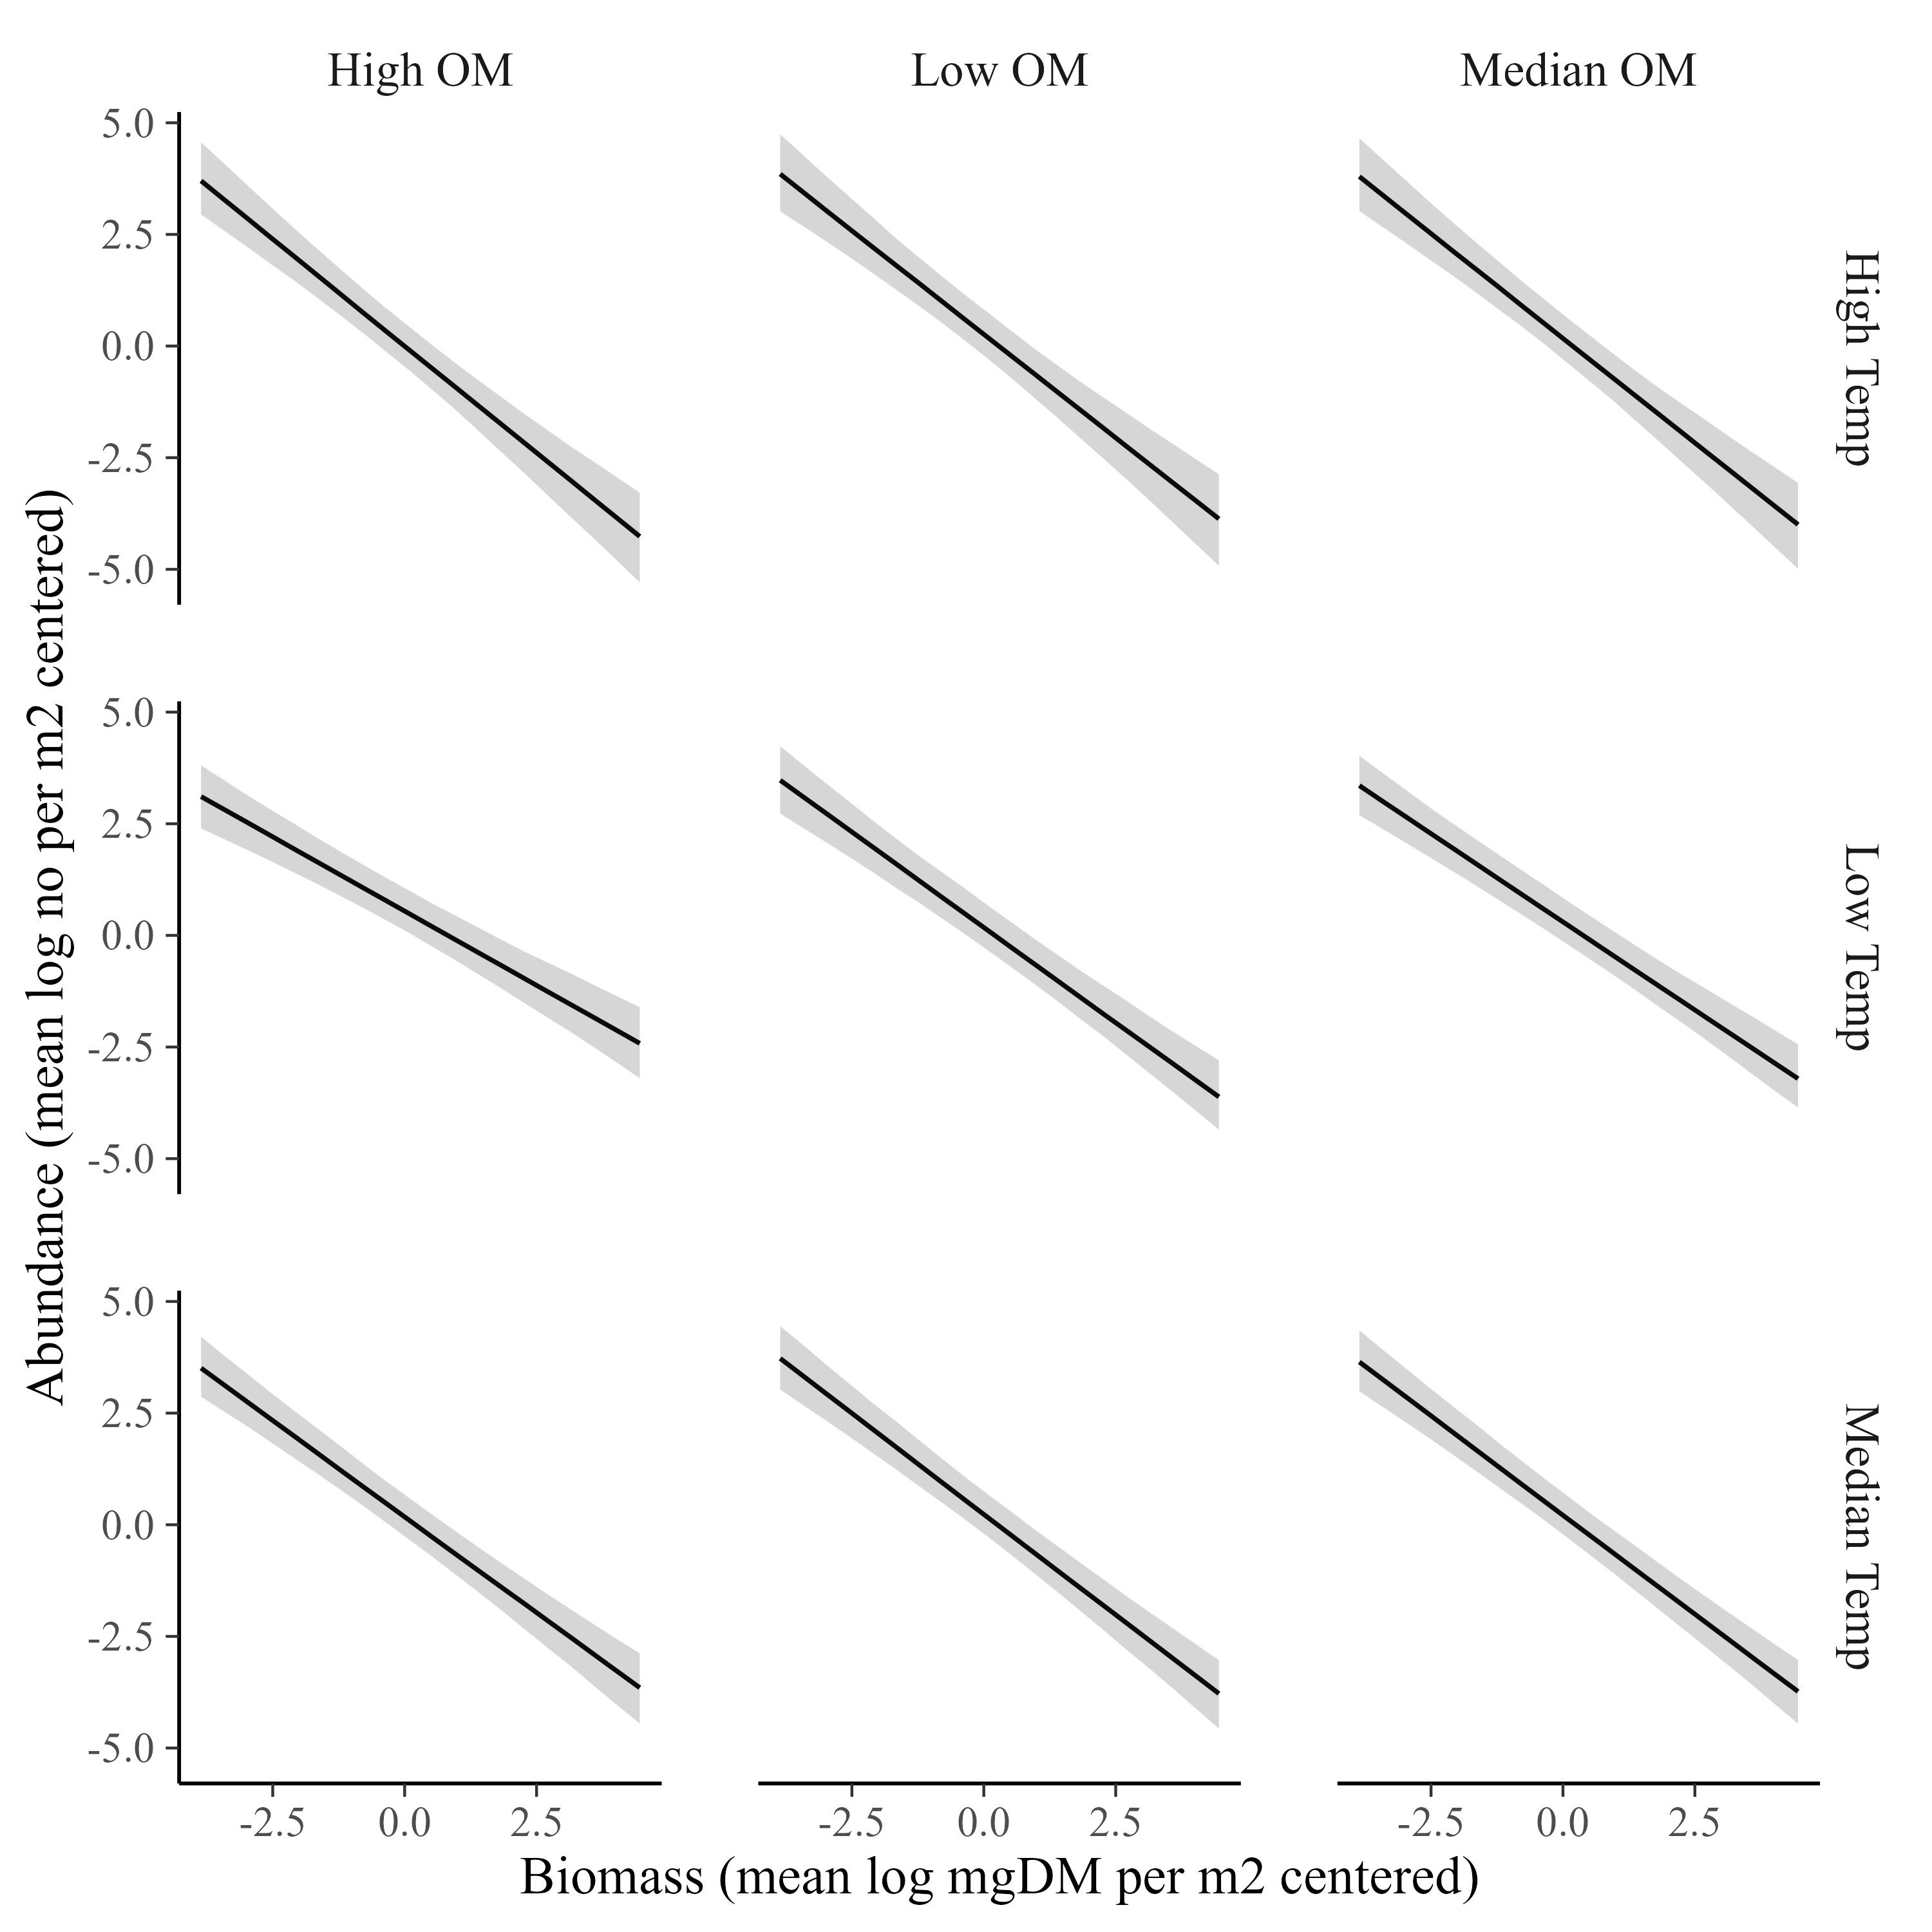 High OM Low OM Median OM
5.0
2.5
0.0
-2.5
-5.0
High Temp
5.0
2.5
0.0
-2.5
-5.0
Low Temp
5.0
2.5
0.0
-2.5
-5.0
Median Temp
Abundance (mean log no per m2 centered)
-2.5 0.0 2.5 -2.5 0.0 2.5 -2.5 0.0 2.5
Biomass (mean log mgDM per m2 centered)